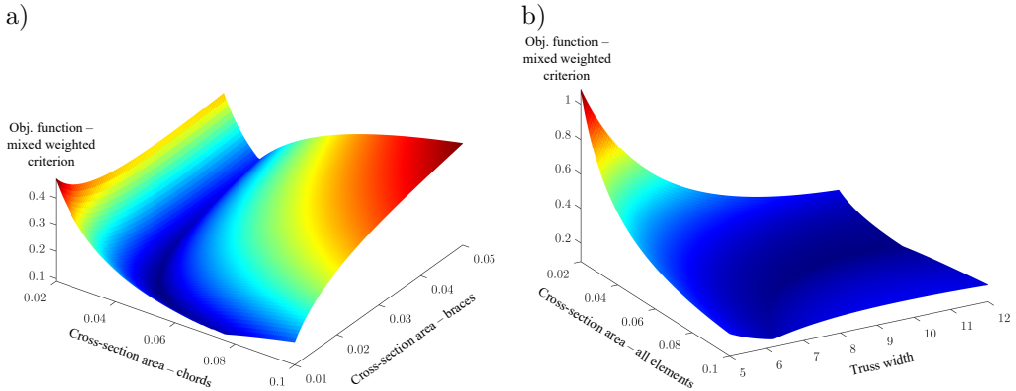 a)
Obj. function –
mixed weighted
criterion
0.4
0.3
0.2
0.1
0.02
0.04
0.06
0.08
0.1
Cross-section area – chords
0.01
0.02
0.03
0.04
0.05
Cross-section area – braces
b)
Obj. function –
mixed weighted
criterion
1
0.8
0.6
0.4
0.2
0.02
0.04
0.06
0.08
0.1
Cross-section area – all elements
5
6
7
8
9
10
11
12
Truss width